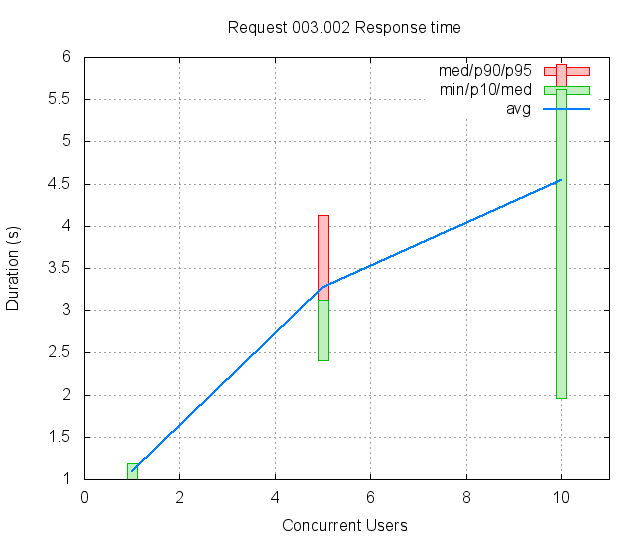 Request 003.002 Response time
6
5.5
5
4.5
4
3.5
3
2.5
2
1.5
1
Duration (s)
med/p90/p95
min/p10/med
avg
0 2 4 6 8 10
Concurrent Users